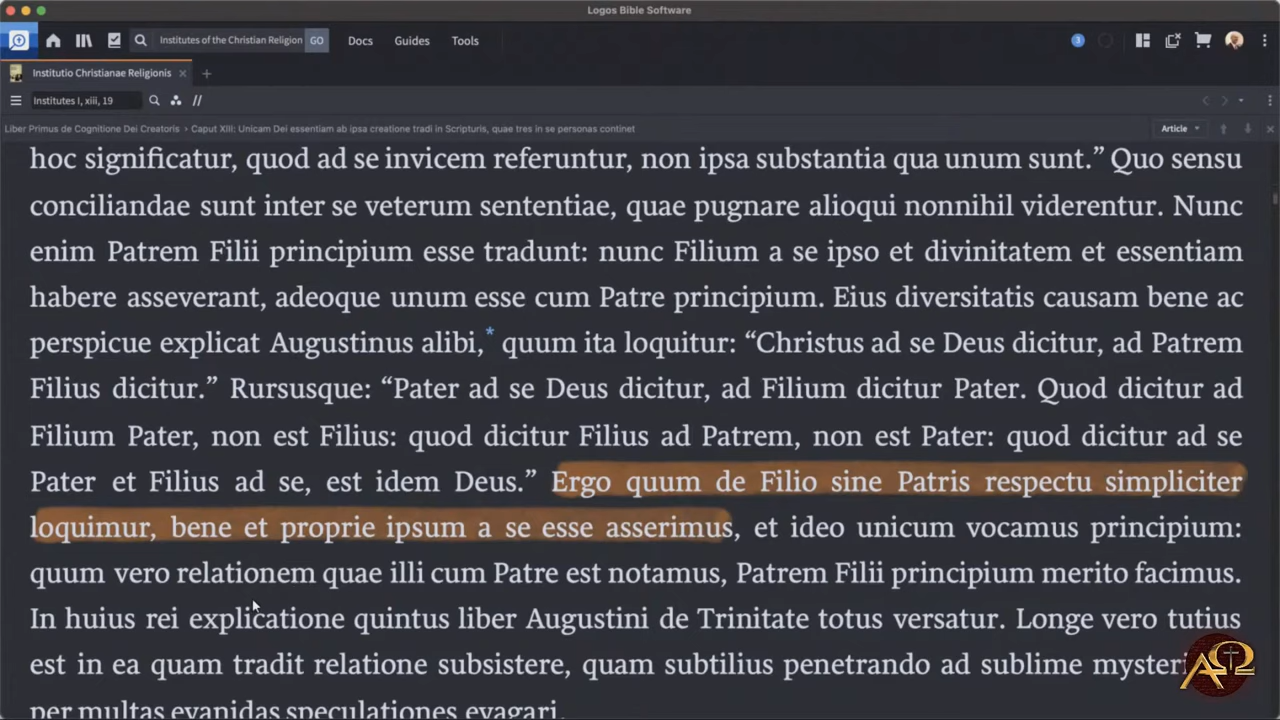 Logos Bible Software
Institutes of the Christian Religion GO Docs Guides Tools 3
Institutio Christianae Religionis
Institutes I, xiii, 19
Liber Primus de Cognitione Dei Creatoris › Caput XIII: Unicam Dei essentiam ab ipsa creatione tradi in Scripturis, quae tres in se personas continet Article
hoc significatur, quod ad se invicem referuntur, non ipsa substantia qua unum sunt.” Quo sensu
conciliandae sunt inter se veterum sententiae, quae pugnare alioqui nonnihil viderentur. Nunc
enim Patrem Filii principium esse tradunt: nunc Filium a se ipso et divinitatem et essentiam
habere asseverant, adeoque unum esse cum Patre principium. Eius diversitatis causam bene ac
perspicue explicat Augustinus alibi,* quum ita loquitur: “Christus ad se Deus dicitur, ad Patrem
Filius dicitur.” Rursusque: “Pater ad se Deus dicitur, ad Filium dicitur Pater. Quod dicitur ad
Filium Pater, non est Filius: quod dicitur Filius ad Patrem, non est Pater: quod dicitur ad se
Pater et Filius ad se, est idem Deus.” Ergo quum de Filio sine Patris respectu simpliciter
loquimur, bene et proprie ipsum a se esse asserimus, et ideo unicum vocamus principium:
quum vero relationem quae illi cum Patre est notamus, Patrem Filii principium merito facimus.
In huius rei explicatione quintus liber Augustini de Trinitate totus versatur. Longe vero tutius
est in ea quam tradit relatione subsistere, quam subtilius penetrando ad sublime mysteri
per multas evanidas speculationes evagari.
ΑΩ